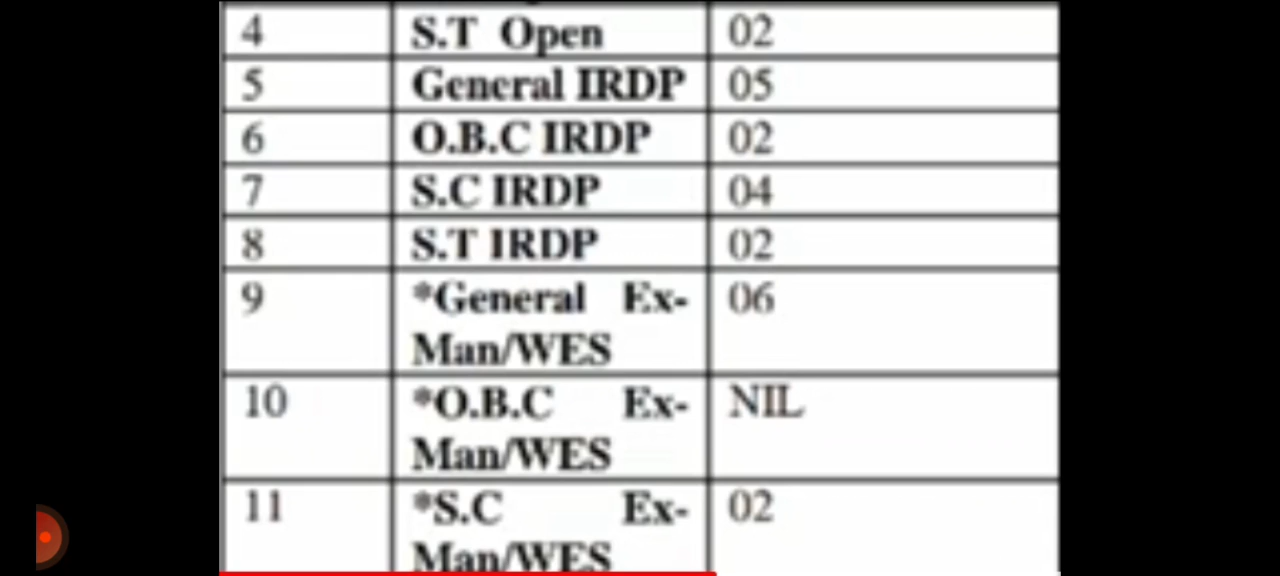 4 S.T Open 02
5 General IRDP 05
6 O.B.C IRDP 02
7 S.C IRDP 04
8 S.T IRDP 02
9 *General Ex- 06
Man/WES
10 *O.B.C Ex- NIL
Man/WES
11 *S.C Ex- 02
Man/WES